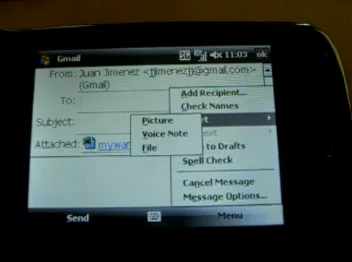 Gmail 3G 11:03 ok
From: Juan Jimenez <jjimenezjj@gmail.com>
(Gmail)
To:
Add Recipient...
Check Names
Subject:
Picture
Voice Note
to Drafts
Attached:
File
Spell Check
Cancel Message
Message Options...
Send
Menu